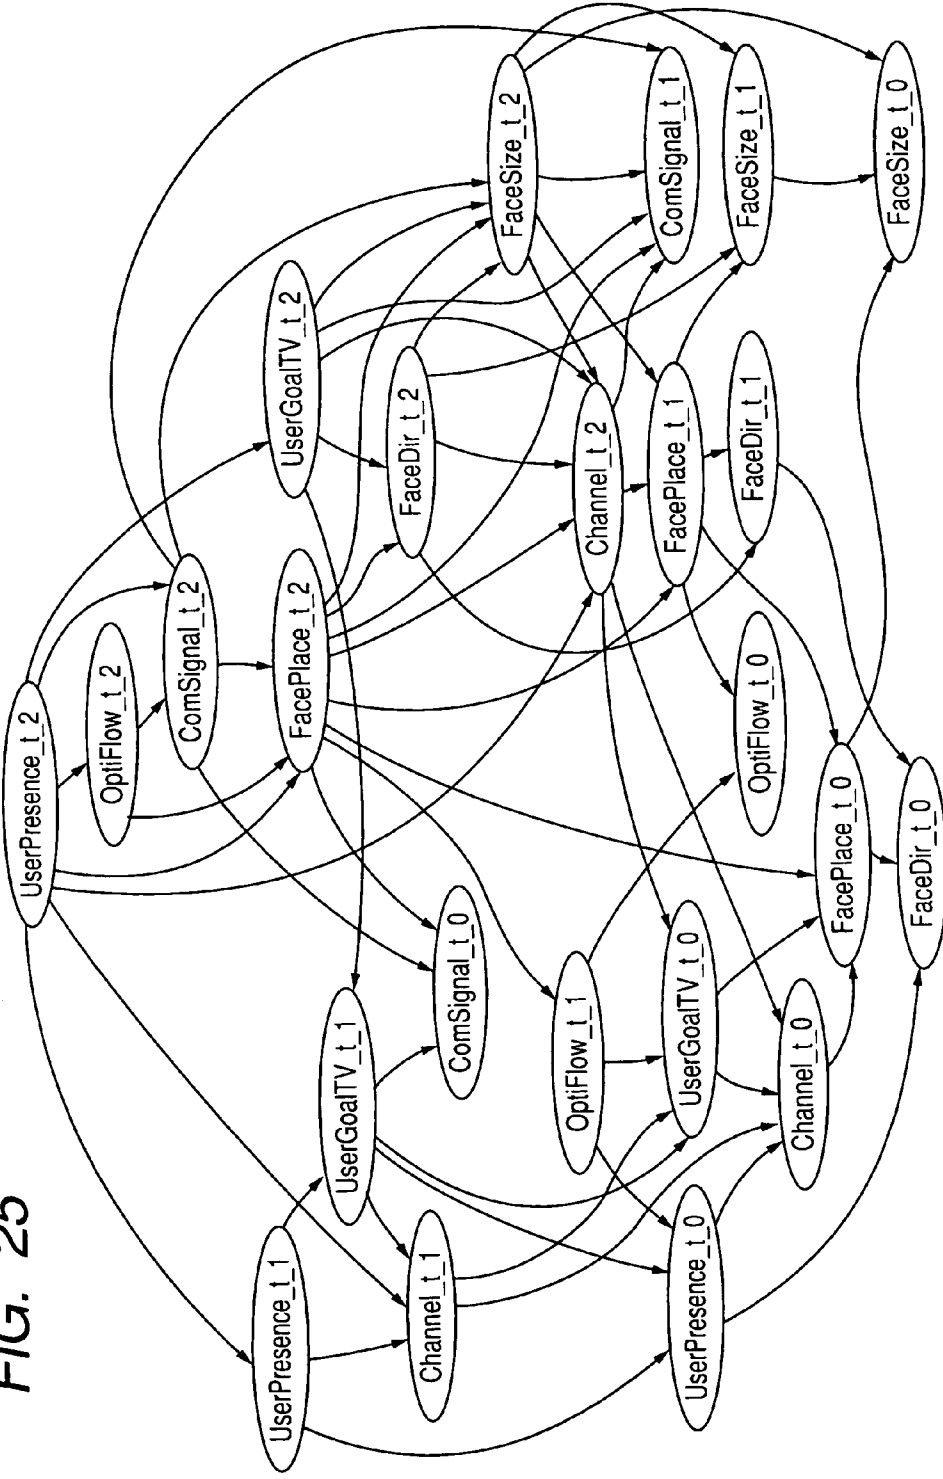 FIG. 25
UserPresence_t_2
OptiFlow_t_2
ComSignal_t_2
UserGoalTV_t_2
FacePlace_t_2
UserPresence_t_1
UserGoalTV_t_1
FaceDir_t_2
Channel_t_1
ComSignal_t_0
FaceSize_t_2
OptiFlow_t_1
Channel_t_2
UserPresence_t_0
UserGoalTV_t_0
FacePlace_t_1
ComSignal_t_1
Channel_t_0
OptiFlow_t_0
FaceDir_t_1
FaceSize_t_1
FacePlace_t_0
FaceDir_t_0
FaceSize_t_0